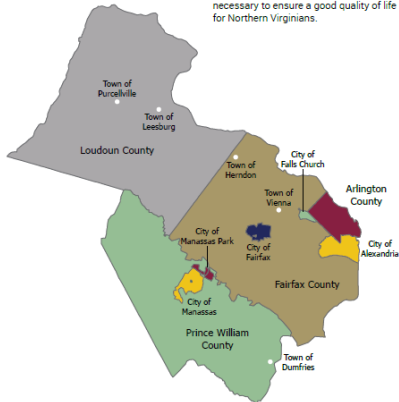 necessary to ensure a good quality of life
for Northern Virginians.
Town of
Purcellville
Town of
Leesburg
Loudoun County
Town of
Herndon
City of
Falls Church
Arlington
County
Town of
Vienna
City of
Manassas Park
City of
Fairfax
City of
Alexandria
Fairfax County
City of
Manassas
Prince William
County
Town of
Dumfries